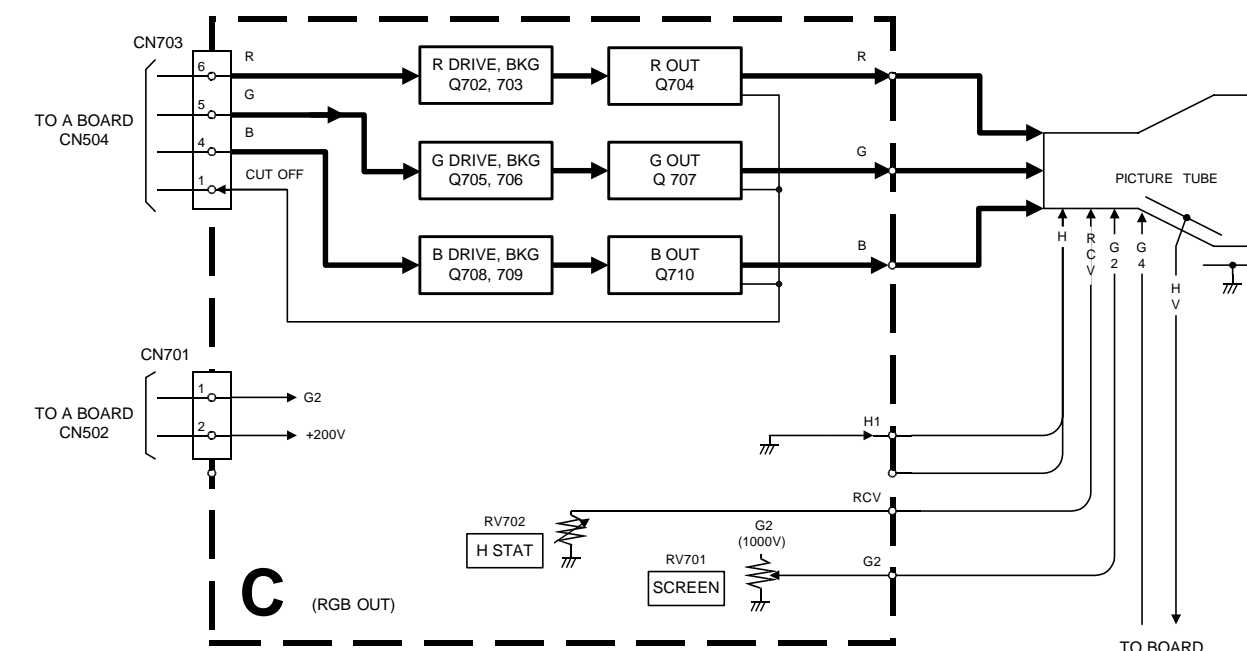 CN703
TO A BOARD
CN504
6
5
4
1
R
G
B
CUT OFF
R DRIVE, BKG
Q702, 703
R OUT
Q704
R
G DRIVE, BKG
Q705, 706
G OUT
Q 707
G
B DRIVE, BKG
Q708, 709
B OUT
Q710
B
PICTURE TUBE
H
RCV
G2
G4
HV
CN701
TO A BOARD
CN502
1
2
G2
+200V
H1
RCV
RV702
H STAT
G2
(1000V)
RV701
SCREEN
G2
C (RGB OUT)
TO BOARD